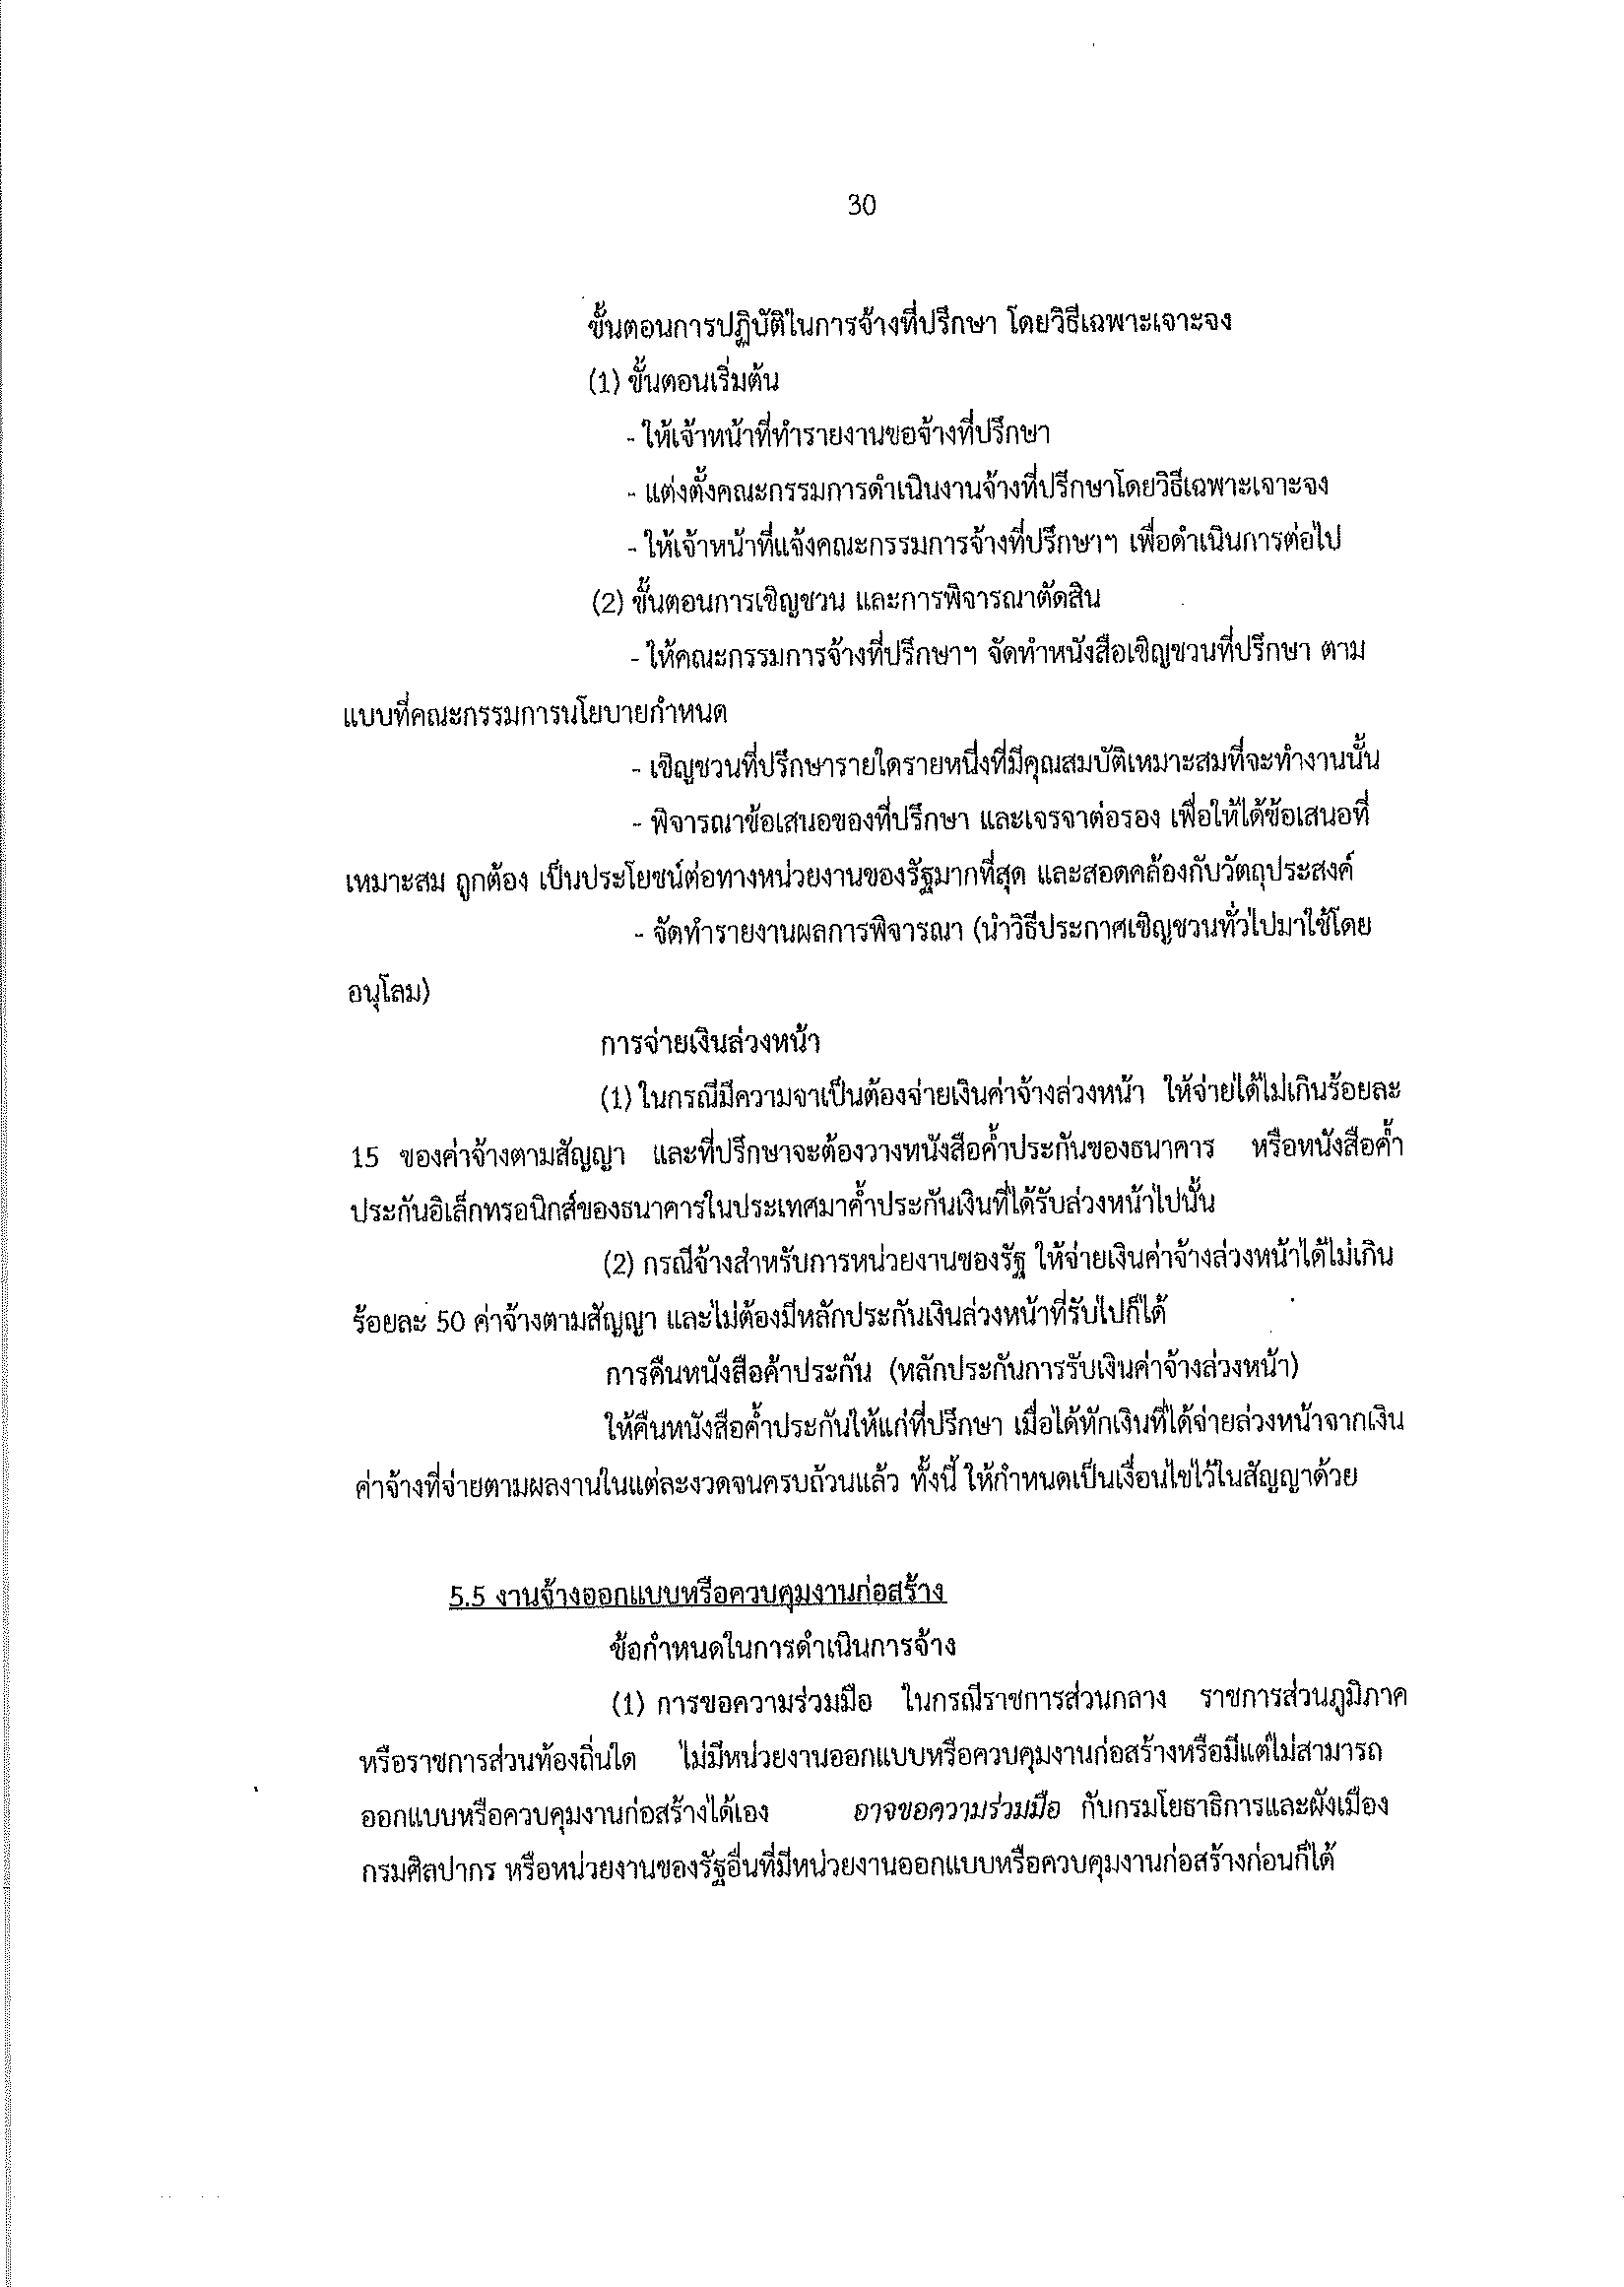 30
ขั้นตอนการปฏิบัติในการจ้างที่ปรึกษา โดยวิธีเฉพาะเจาะจง
(1) ขั้นตอนเริ่มต้น
- ให้เจ้าหน้าที่ทำรายงานขอจ้างที่ปรึกษา
- แต่งตั้งคณะกรรมการดำเนินงานจ้างที่ปรึกษาโดยวิธีเฉพาะเจาะจง
- ให้เจ้าหน้าที่แจ้งคณะกรรมการจ้างที่ปรึกษาฯ เพื่อดำเนินการต่อไป
(2) ขั้นตอนการเชิญชวน และการพิจารณาตัดสิน
- ให้คณะกรรมการจ้างที่ปรึกษาฯ จัดทำหนังสือเชิญชวนที่ปรึกษา ตาม
แบบที่คณะกรรมการนโยบายกำหนด
- เชิญชวนที่ปรึกษารายใดรายหนึ่งที่มีคุณสมบัติเหมาะสมที่จะทำงานนั้น
- พิจารณาข้อเสนอของที่ปรึกษา และเจรจาต่อรอง เพื่อให้ได้ข้อเสนอที่
เหมาะสม ถูกต้อง เป็นประโยชน์ต่อทางหน่วยงานของรัฐมากที่สุด และสอดคล้องกับวัตถุประสงค์
- จัดทำรายงานผลการพิจารณา (นำวิธีประกาศเชิญชวนทั่วไปมาใช้โดย
อนุโลม)
การจ่ายเงินล่วงหน้า
(1) ในกรณีมีความจาเป็นต้องจ่ายเงินค่าจ้างล่วงหน้า ให้จ่ายได้ไม่เกินร้อยละ
15 ของค่าจ้างตามสัญญา และที่ปรึกษาจะต้องวางหนังสือค้ำประกันของธนาคาร หรือหนังสือค้ำ
ประกันอิเล็กทรอนิกส์ของธนาคารในประเทศมาค้ำประกันเงินที่ได้รับล่วงหน้าไปนั้น
(2) กรณีจ้างสำหรับการหน่วยงานของรัฐ ให้จ่ายเงินค่าจ้างล่วงหน้าได้ไม่เกิน
ร้อยละ 50 ค่าจ้างตามสัญญา และไม่ต้องมีหลักประกันเงินล่วงหน้าที่รับไปก็ได้
การคืนหนังสือค้าประกัน (หลักประกันการรับเงินค่าจ้างล่วงหน้า)
ให้คืนหนังสือค้ำประกันให้แก่ที่ปรึกษา เมื่อได้หักเงินที่ได้จ่ายล่วงหน้าจากเงิน
ค่าจ้างที่จ่ายตามผลงานในแต่ละงวดจนครบถ้วนแล้ว ทั้งนี้ ให้กำหนดเป็นเงื่อนไขไว้ในสัญญาด้วย
5.5 งานจ้างออกแบบหรือควบคุมงานก่อสร้าง
ข้อกำหนดในการดำเนินการจ้าง
(1) การขอความร่วมมือ ในกรณีราชการส่วนกลาง ราชการส่วนภูมิภาค
หรือราชการส่วนท้องถิ่นใด ไม่มีหน่วยงานออกแบบหรือควบคุมงานก่อสร้างหรือมีแต่ไม่สามารถ
ออกแบบหรือควบคุมงานก่อสร้างได้เอง อาจขอความร่วมมือ กับกรมโยธาธิการและผังเมือง
กรมศิลปากร หรือหน่วยงานของรัฐอื่นที่มีหน่วยงานออกแบบหรือควบคุมงานก่อสร้างก่อนก็ได้